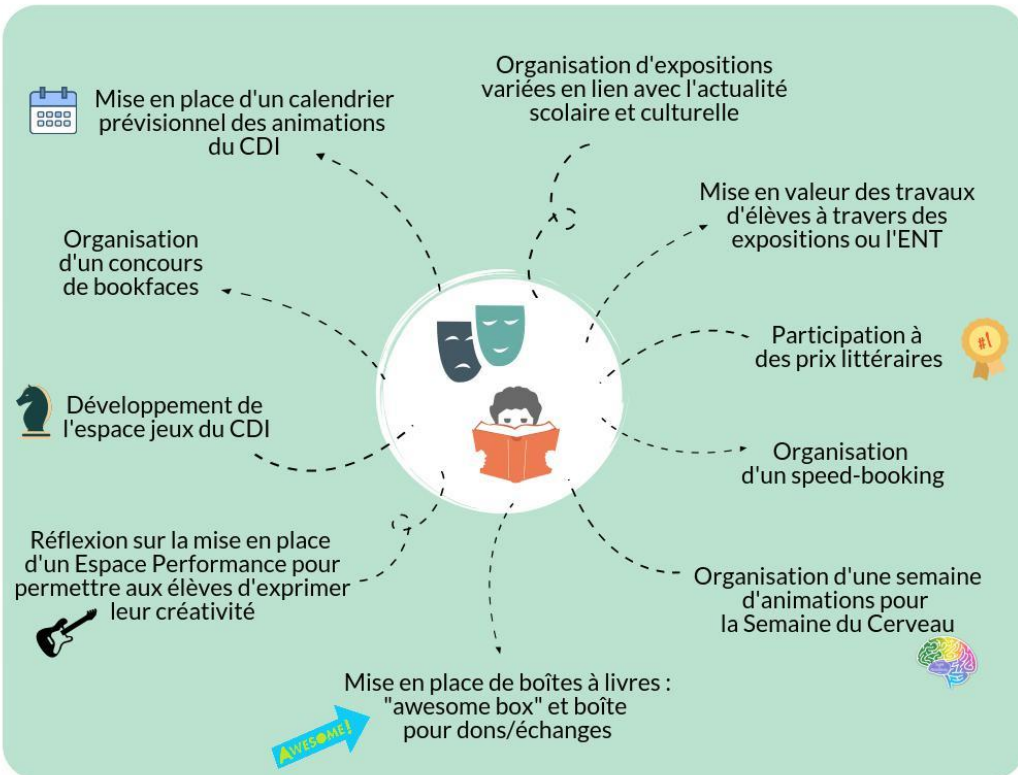 Organisation d'expositions
variées en lien avec l'actualité
scolaire et culturelle
Mise en place d'un calendrier
prévisionnel des animations
du CDI
Mise en valeur des travaux
d'élèves à travers des
expositions ou l'ENT
Organisation
d'un concours
de bookfaces
Participation à
des prix littéraires
#1
Développement de
l'espace jeux du CDI
Organisation
d'un speed-booking
Réflexion sur la mise en place
d'un Espace Performance pour
permettre aux élèves d'exprimer
leur créativité
Organisation d'une semaine
d'animations pour
la Semaine du Cerveau
Mise en place de boîtes à livres :
"awesome box" et boîte
pour dons/échanges
AWESOME!